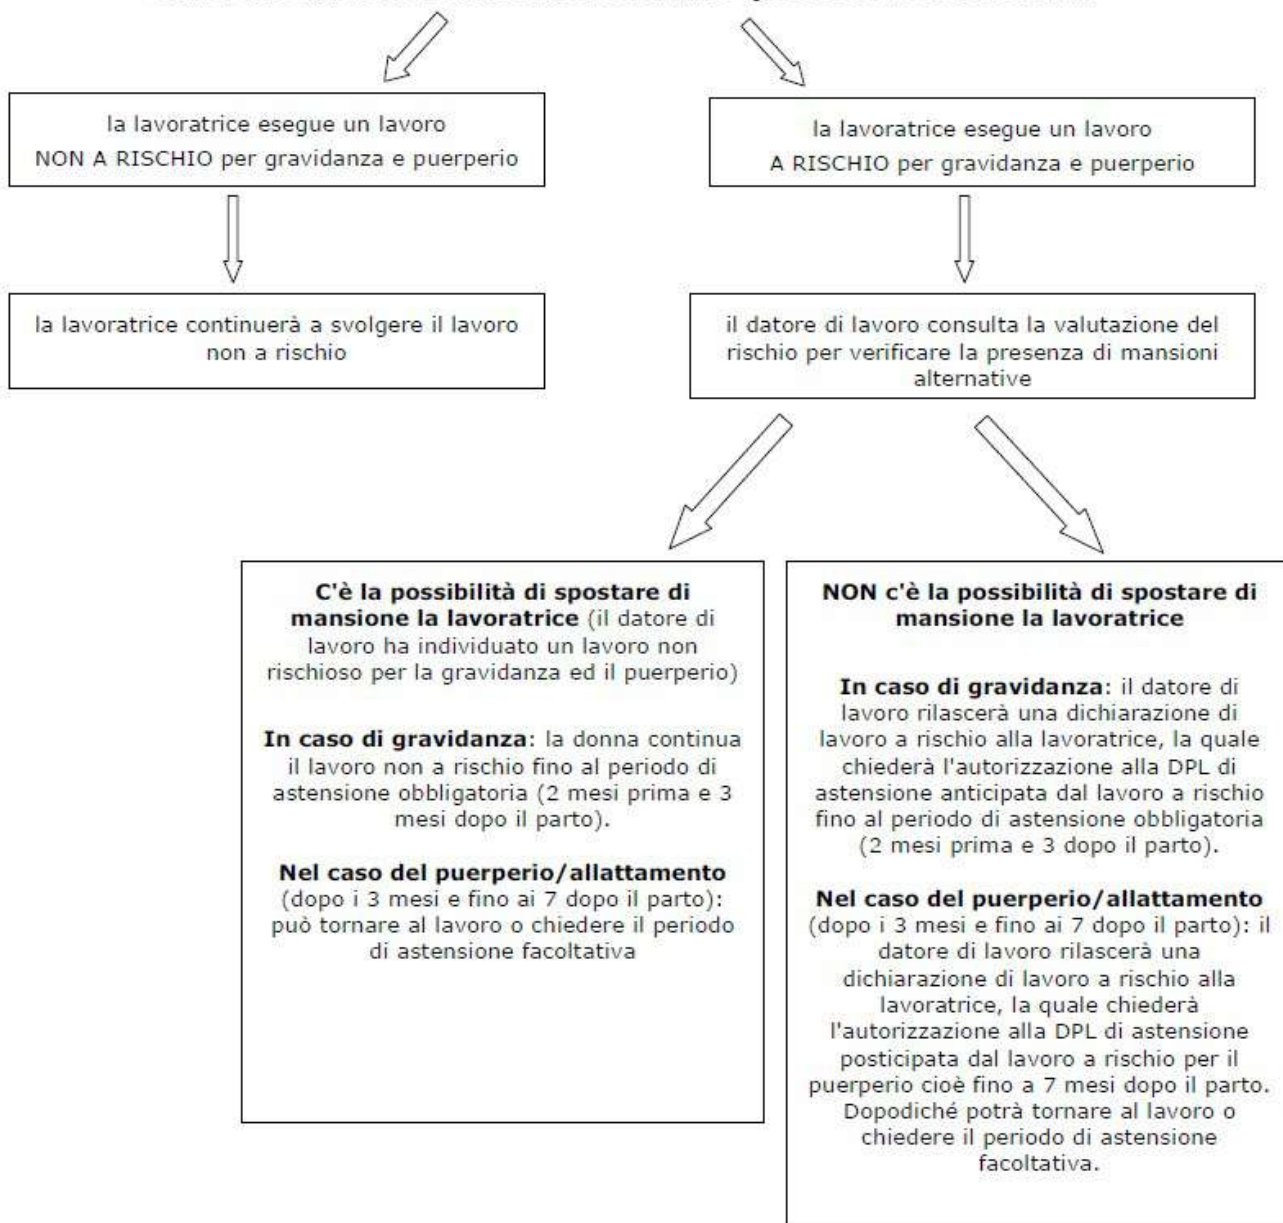 la lavoratrice esegue un lavoro
NON A RISCHIO per gravidanza e puerperio
la lavoratrice esegue un lavoro
A RISCHIO per gravidanza e puerperio
la lavoratrice continuerà a svolgere il lavoro
non a rischio
il datore di lavoro consulta la valutazione del
rischio per verificare la presenza di mansioni
alternative
C'è la possibilità di spostare di
mansione la lavoratrice (il datore di
lavoro ha individuato un lavoro non
rischioso per la gravidanza ed il puerperio)
In caso di gravidanza: la donna continua
il lavoro non a rischio fino al periodo di
astensione obbligatoria (2 mesi prima e 3
mesi dopo il parto).
Nel caso del puerperio/allattamento
(dopo i 3 mesi e fino ai 7 dopo il parto):
può tornare al lavoro o chiedere il periodo
di astensione facoltativa
NON c'è la possibilità di spostare di
mansione la lavoratrice
In caso di gravidanza: il datore di
lavoro rilascerà una dichiarazione di
lavoro a rischio alla lavoratrice, la quale
chiederà l'autorizzazione alla DPL di
astensione anticipata dal lavoro a rischio
fino al periodo di astensione obbligatoria
(2 mesi prima e 3 dopo il parto).
Nel caso del puerperio/allattamento
(dopo i 3 mesi e fino ai 7 dopo il parto): il
datore di lavoro rilascerà una
dichiarazione di lavoro a rischio alla
lavoratrice, la quale chiederà
l'autorizzazione alla DPL di astensione
posticipata dal lavoro a rischio per il
puerperio cioè fino a 7 mesi dopo il parto.
Dopodiché potrà tornare al lavoro o
chiedere il periodo di astensione
facoltativa.